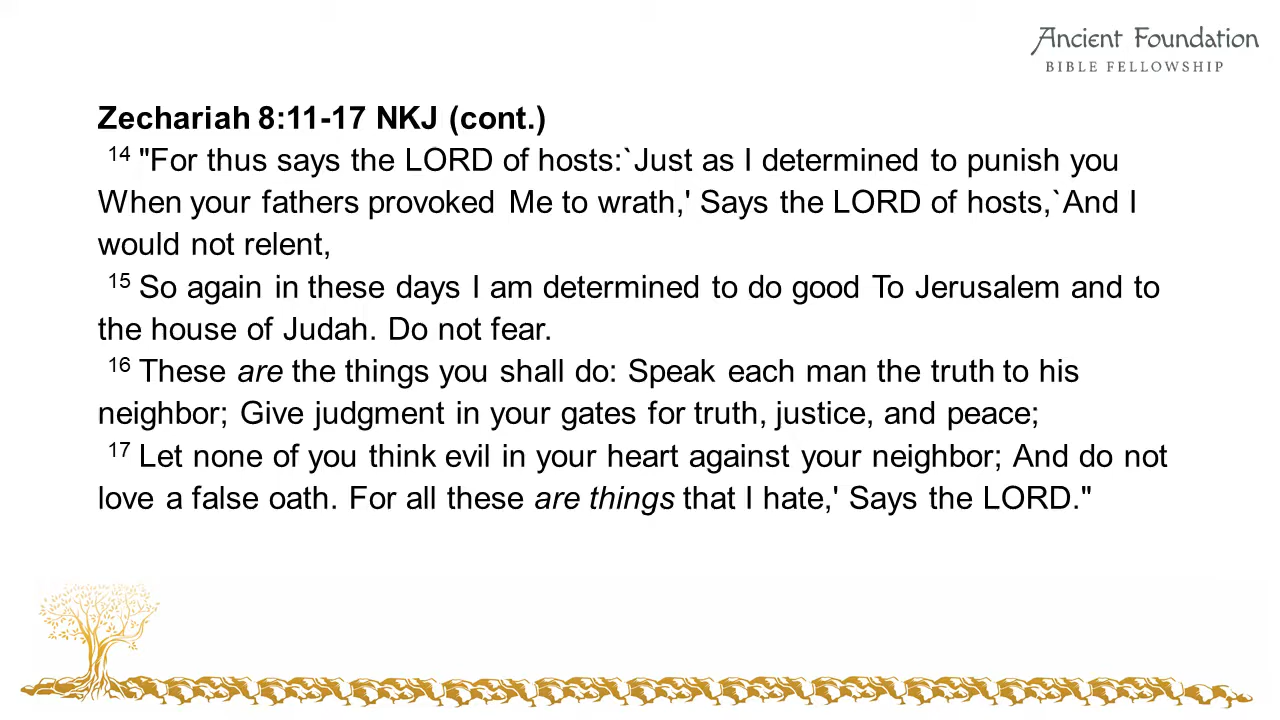 Ancient Foundation
BIBLE FELLOWSHIP
Zechariah 8:11-17 NKJ (cont.)
14 "For thus says the LORD of hosts:`Just as I determined to punish you
When your fathers provoked Me to wrath,' Says the LORD of hosts,`And I
would not relent,
15 So again in these days I am determined to do good To Jerusalem and to
the house of Judah. Do not fear.
16 These are the things you shall do: Speak each man the truth to his
neighbor; Give judgment in your gates for truth, justice, and peace;
17 Let none of you think evil in your heart against your neighbor; And do not
love a false oath. For all these are things that I hate,' Says the LORD."